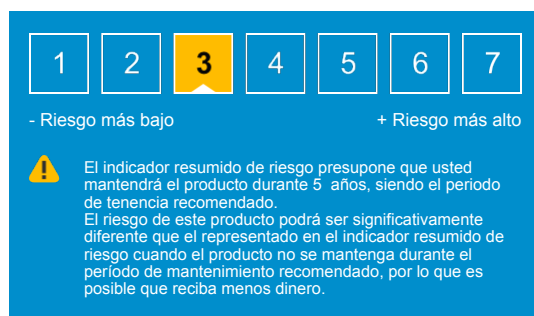 1 2 3 4 5 6 7
- Riesgo más bajo + Riesgo más alto
El indicador resumido de riesgo presupone que usted
mantendrá el producto durante 5 años, siendo el periodo
de tenencia recomendado.
El riesgo de este producto podrá ser significativamente
diferente que el representado en el indicador resumido de
riesgo cuando el producto no se mantenga durante el
período de mantenimiento recomendado, por lo que es
posible que reciba menos dinero.